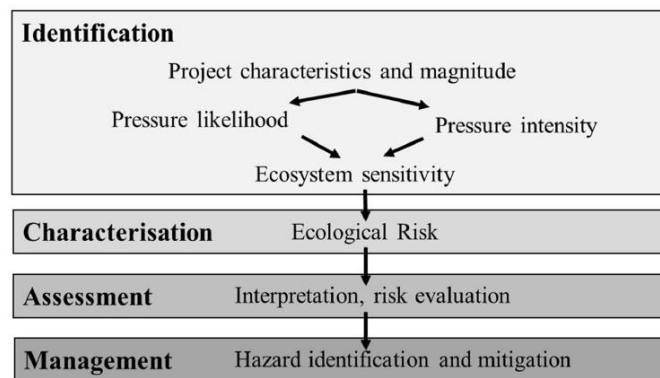 Identification
Project characteristics and magnitude
Pressure likelihood
Pressure intensity
Ecosystem sensitivity
Characterisation Ecological Risk
Assessment Interpretation, risk evaluation
Management Hazard identification and mitigation